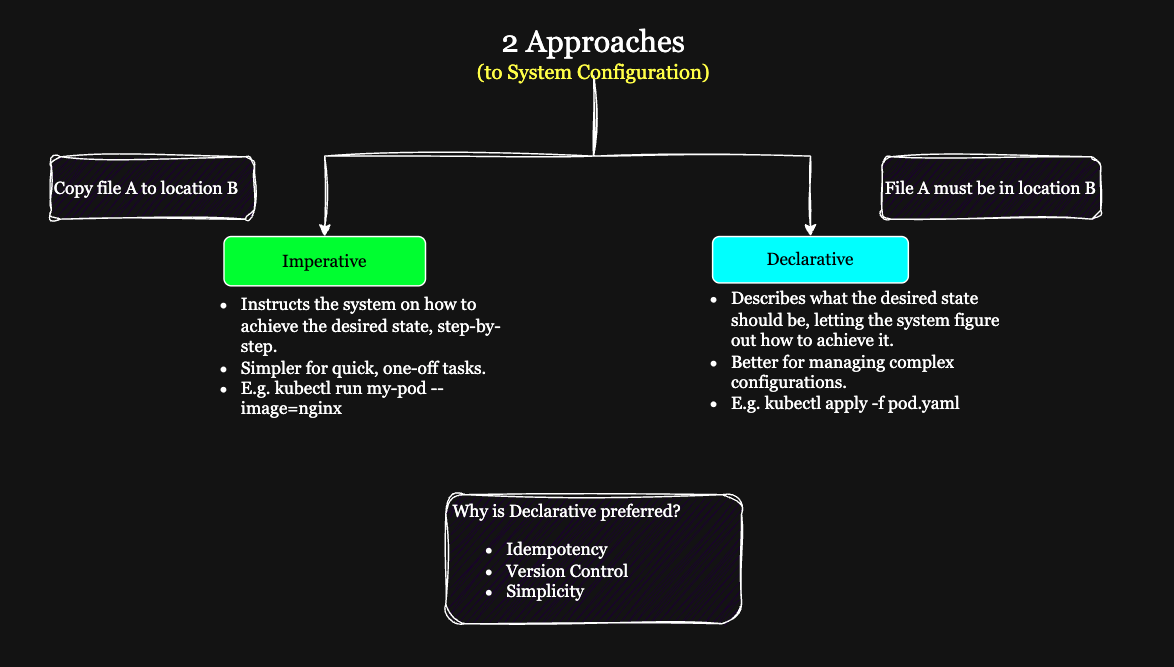 2 Approaches
(to System Configuration)
Copy file A to location B
File A must be in location B
Imperative
• Instructs the system on how to
achieve the desired state, step-by-
step.
• Simpler for quick, one-off tasks.
• E.g. kubectl run my-pod --
image=nginx
Declarative
• Describes what the desired state
should be, letting the system figure
out how to achieve it.
• Better for managing complex
configurations.
• E.g. kubectl apply -f pod.yaml
Why is Declarative preferred?
• Idempotency
• Version Control
• Simplicity